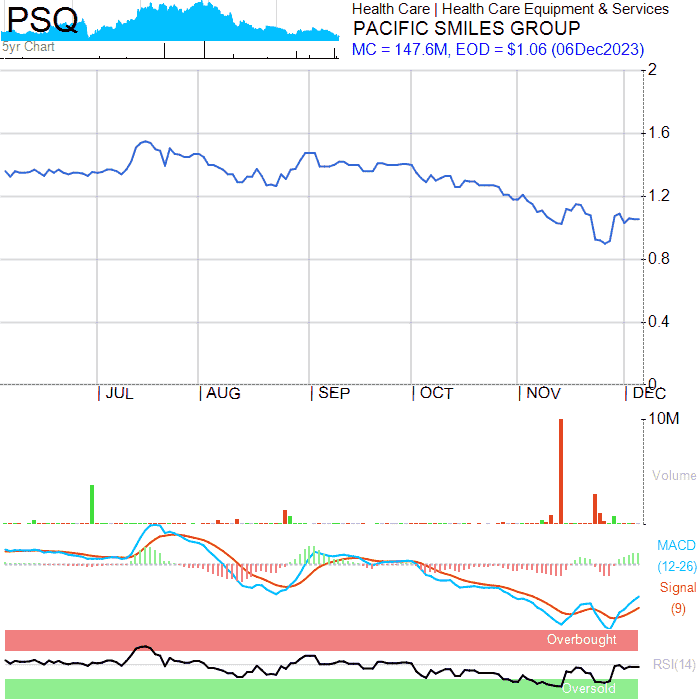 PSQ
5yr Chart
Health Care | Health Care Equipment & Services
PACIFIC SMILES GROUP
MC = 147.6M, EOD = $1.06 (06Dec2023)
2
1.6
1.2
0.8
0.4
0
JUL AUG SEP OCT NOV DEC
10M
Volume
MACD
(12-26)
Signal
(9)
Overbought
RSI(14)
Oversold